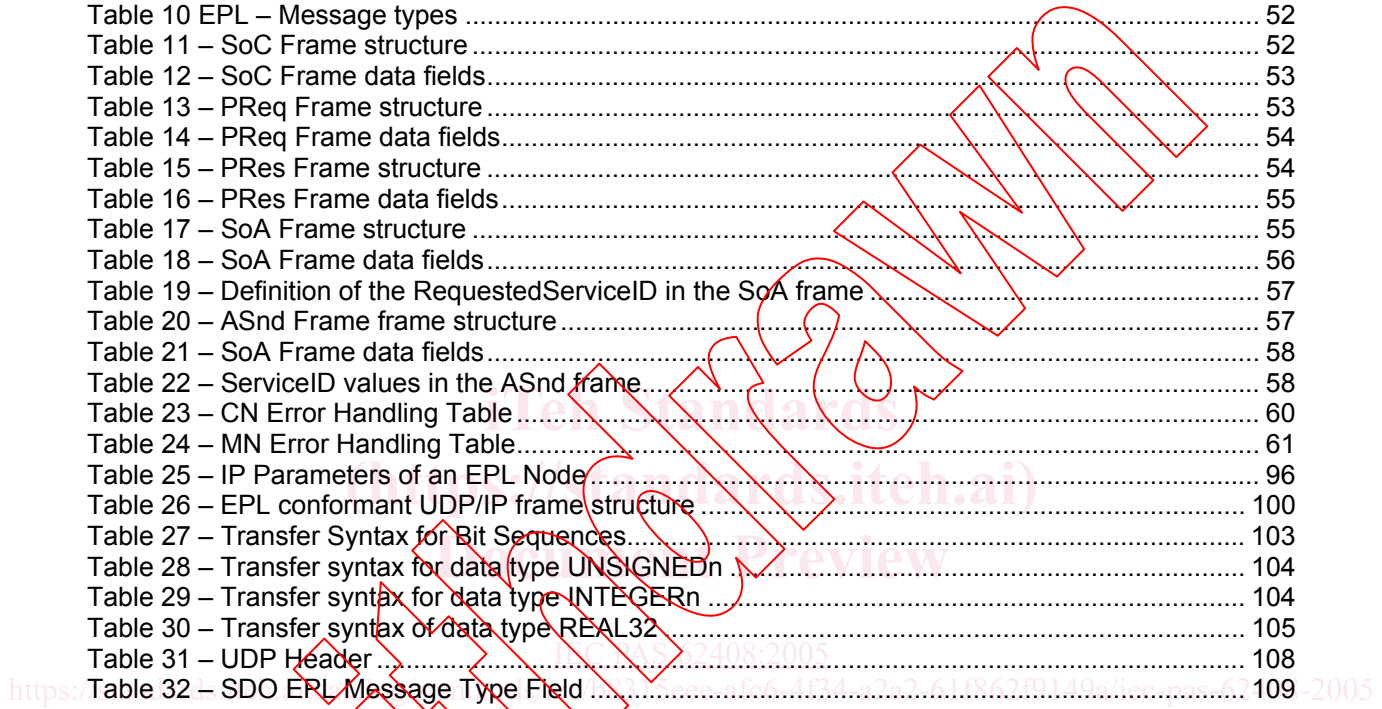 Table 10 EPL – Message types ............ 52
Table 11 – SoC Frame structure ............ 52
Table 12 – SoC Frame data fields ............ 53
Table 13 – PReq Frame structure ............ 53
Table 14 – PReq Frame data fields ............ 54
Table 15 – PRes Frame structure ............ 54
Table 16 – PRes Frame data fields ............ 55
Table 17 – SoA Frame structure ............ 55
Table 18 – SoA Frame data fields ............ 56
Table 19 – Definition of the RequestedServiceID in the SoA frame ............ 57
Table 20 – ASnd Frame frame structure ............ 57
Table 21 – SoA Frame data fields ............ 58
Table 22 – ServiceID values in the ASnd frame ............ 58
iTeh Standards
Table 23 – CN Error Handling Table ............ 60
Table 24 – MN Error Handling Table ............ 61
Table 25 – IP Parameters of an EPL Node ............ 96
(https://standards.iteh.ai)
Table 26 – EPL conformant UDP/IP frame structure ............ 100
Table 27 – Transfer Syntax for Bit Sequences ............ 103
Document Preview
Table 28 – Transfer syntax for data type UNSIGNEDn ............ 104
Table 29 – Transfer syntax for data type INTEGERn ............ 104
Table 30 – Transfer syntax of data type REAL32 ............ 105
IEC PAS 62408:2005
Table 31 – UDP Header ............ 108
Table 32 – SDO EPL Message Type Field ............ 109